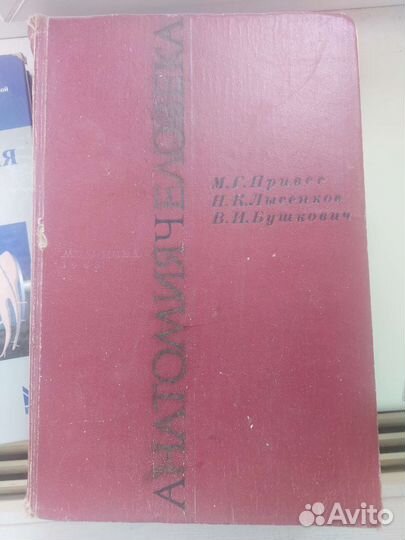 АНАТОМИЯ ЧЕЛОВЕКА
М.Г.Привес
Н.К.Лысенков
В.И.Бушкович
Avito